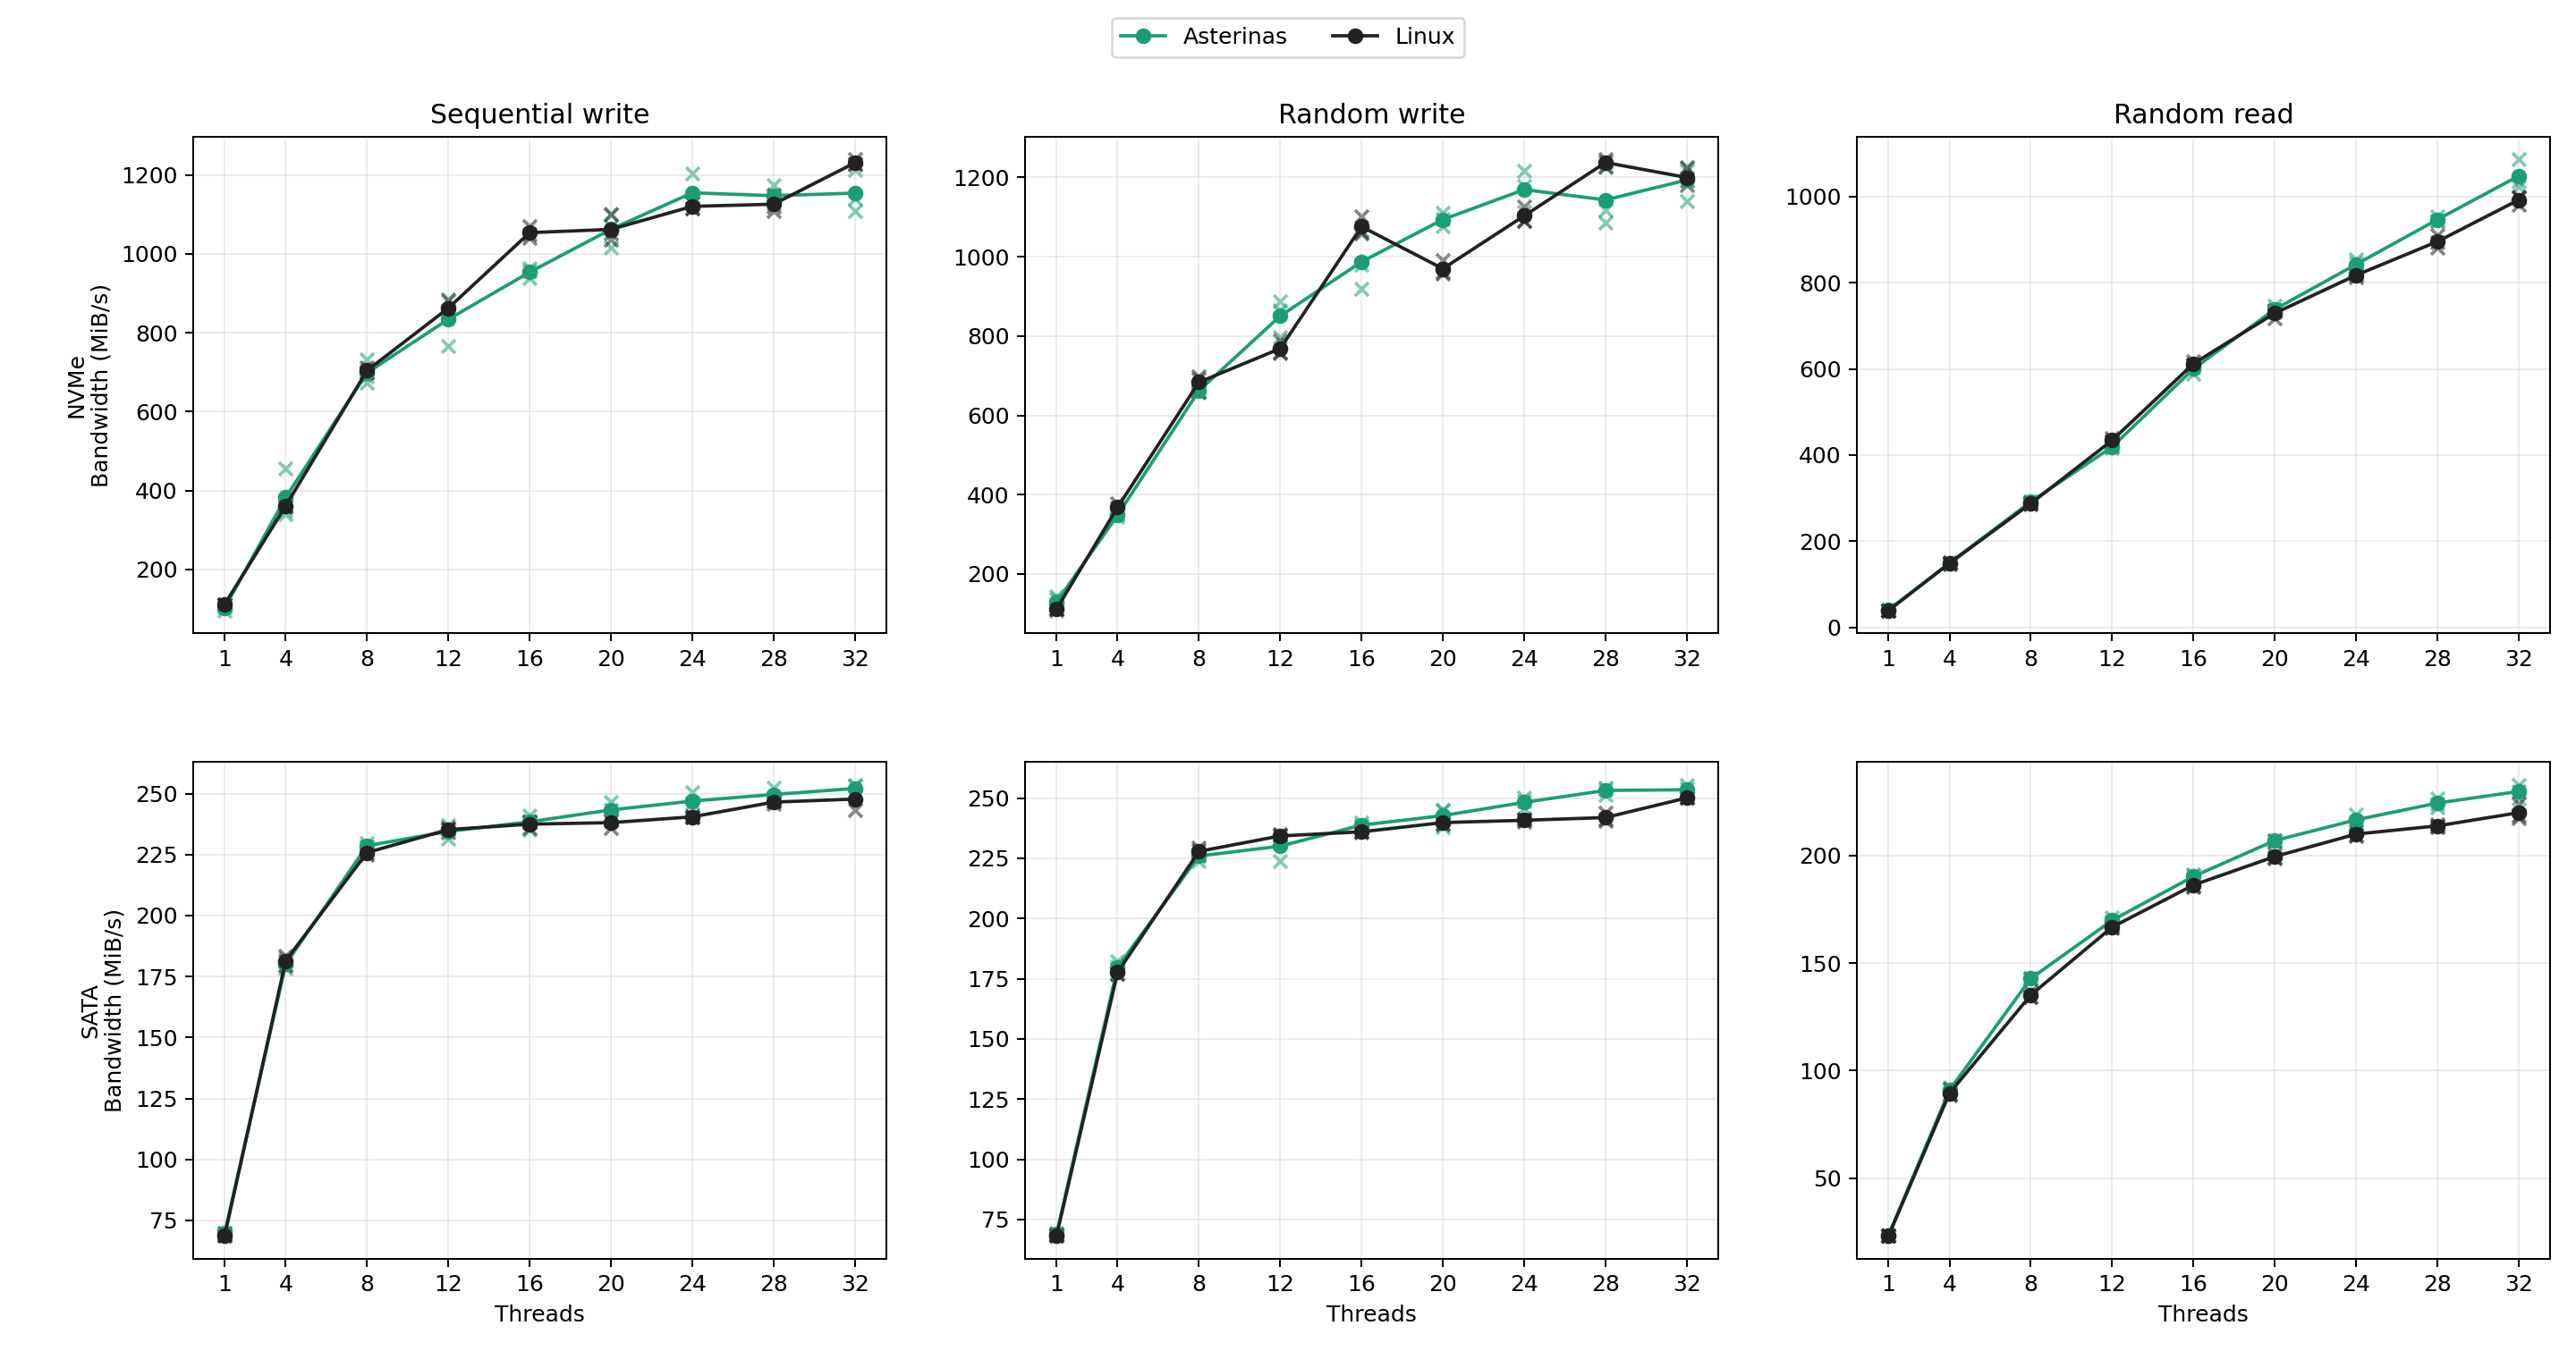 Asterinas Linux
Sequential write
Random write
Random read
NVMe
Bandwidth (MiB/s)
1200
1000
800
600
400
200
1 4 8 12 16 20 24 28 32
1200
1000
800
600
400
200
1 4 8 12 16 20 24 28 32
1000
800
600
400
200
0
1 4 8 12 16 20 24 28 32
SATA
Bandwidth (MiB/s)
250
225
200
175
150
125
100
75
1 4 8 12 16 20 24 28 32
Threads
250
225
200
175
150
125
100
75
1 4 8 12 16 20 24 28 32
Threads
200
150
100
50
1 4 8 12 16 20 24 28 32
Threads